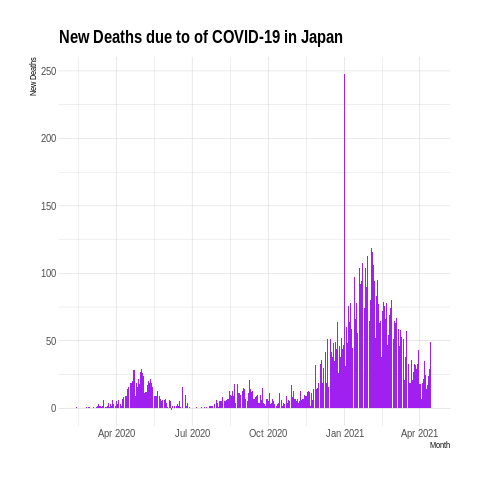 New Deaths due to of COVID-19 in Japan
New Deaths
250
200
150
100
50
0
Apr 2020 Jul 2020 Oct 2020 Jan 2021 Apr 2021
Month